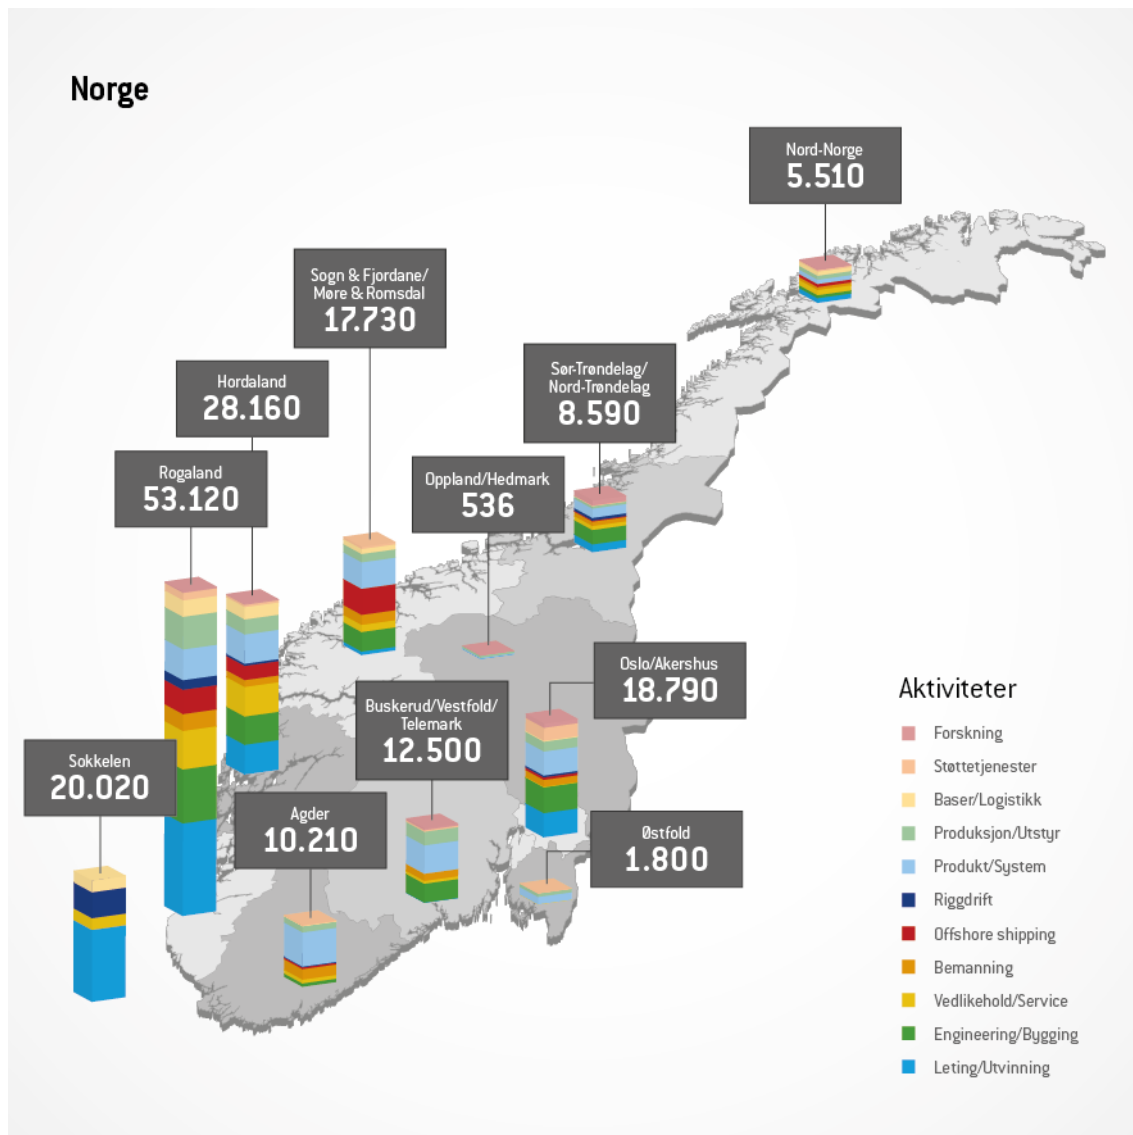 Norge
Nord-Norge
5.510
Sogn & Fjordane/
Møre & Romsdal
17.730
Sør-Trøndelag/
Nord-Trøndelag
8.590
Hordaland
28.160
Rogaland
53.120
Oppland/Hedmark
536
Oslo/Akershus
18.790
Buskerud/Vestfold/
Telemark
12.500
Sokkelen
20.020
Agder
10.210
Østfold
1.800
Aktiviteter
Forskning
Støttetjenester
Baser/Logistikk
Produksjon/Utstyr
Produkt/System
Riggdrift
Offshore shipping
Bemanning
Vedlikehold/Service
Engineering/Bygging
Leting/Utvinning